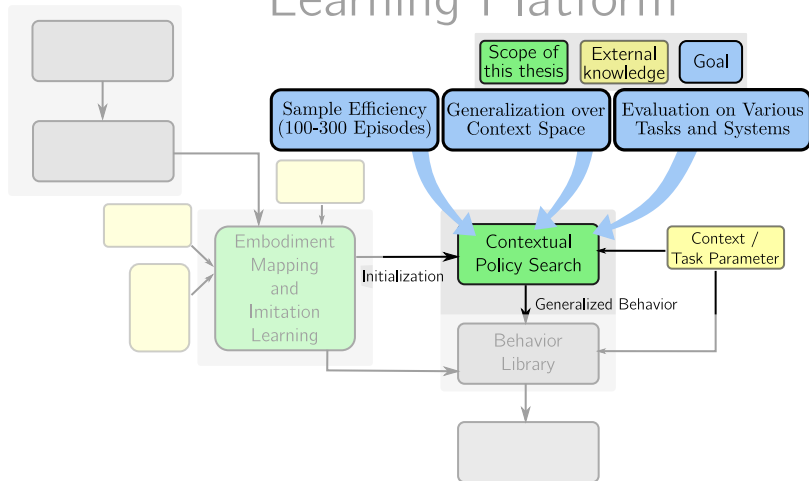 Learning Platform
Scope of
this thesis
External
knowledge
Goal
Sample Efficiency
(100-300 Episodes)
Generalization over
Context Space
Evaluation on Various
Tasks and Systems
Embodiment
Mapping
and
Imitation
Learning
Initialization
Contextual
Policy Search
Context /
Task Parameter
Generalized Behavior
Behavior
Library